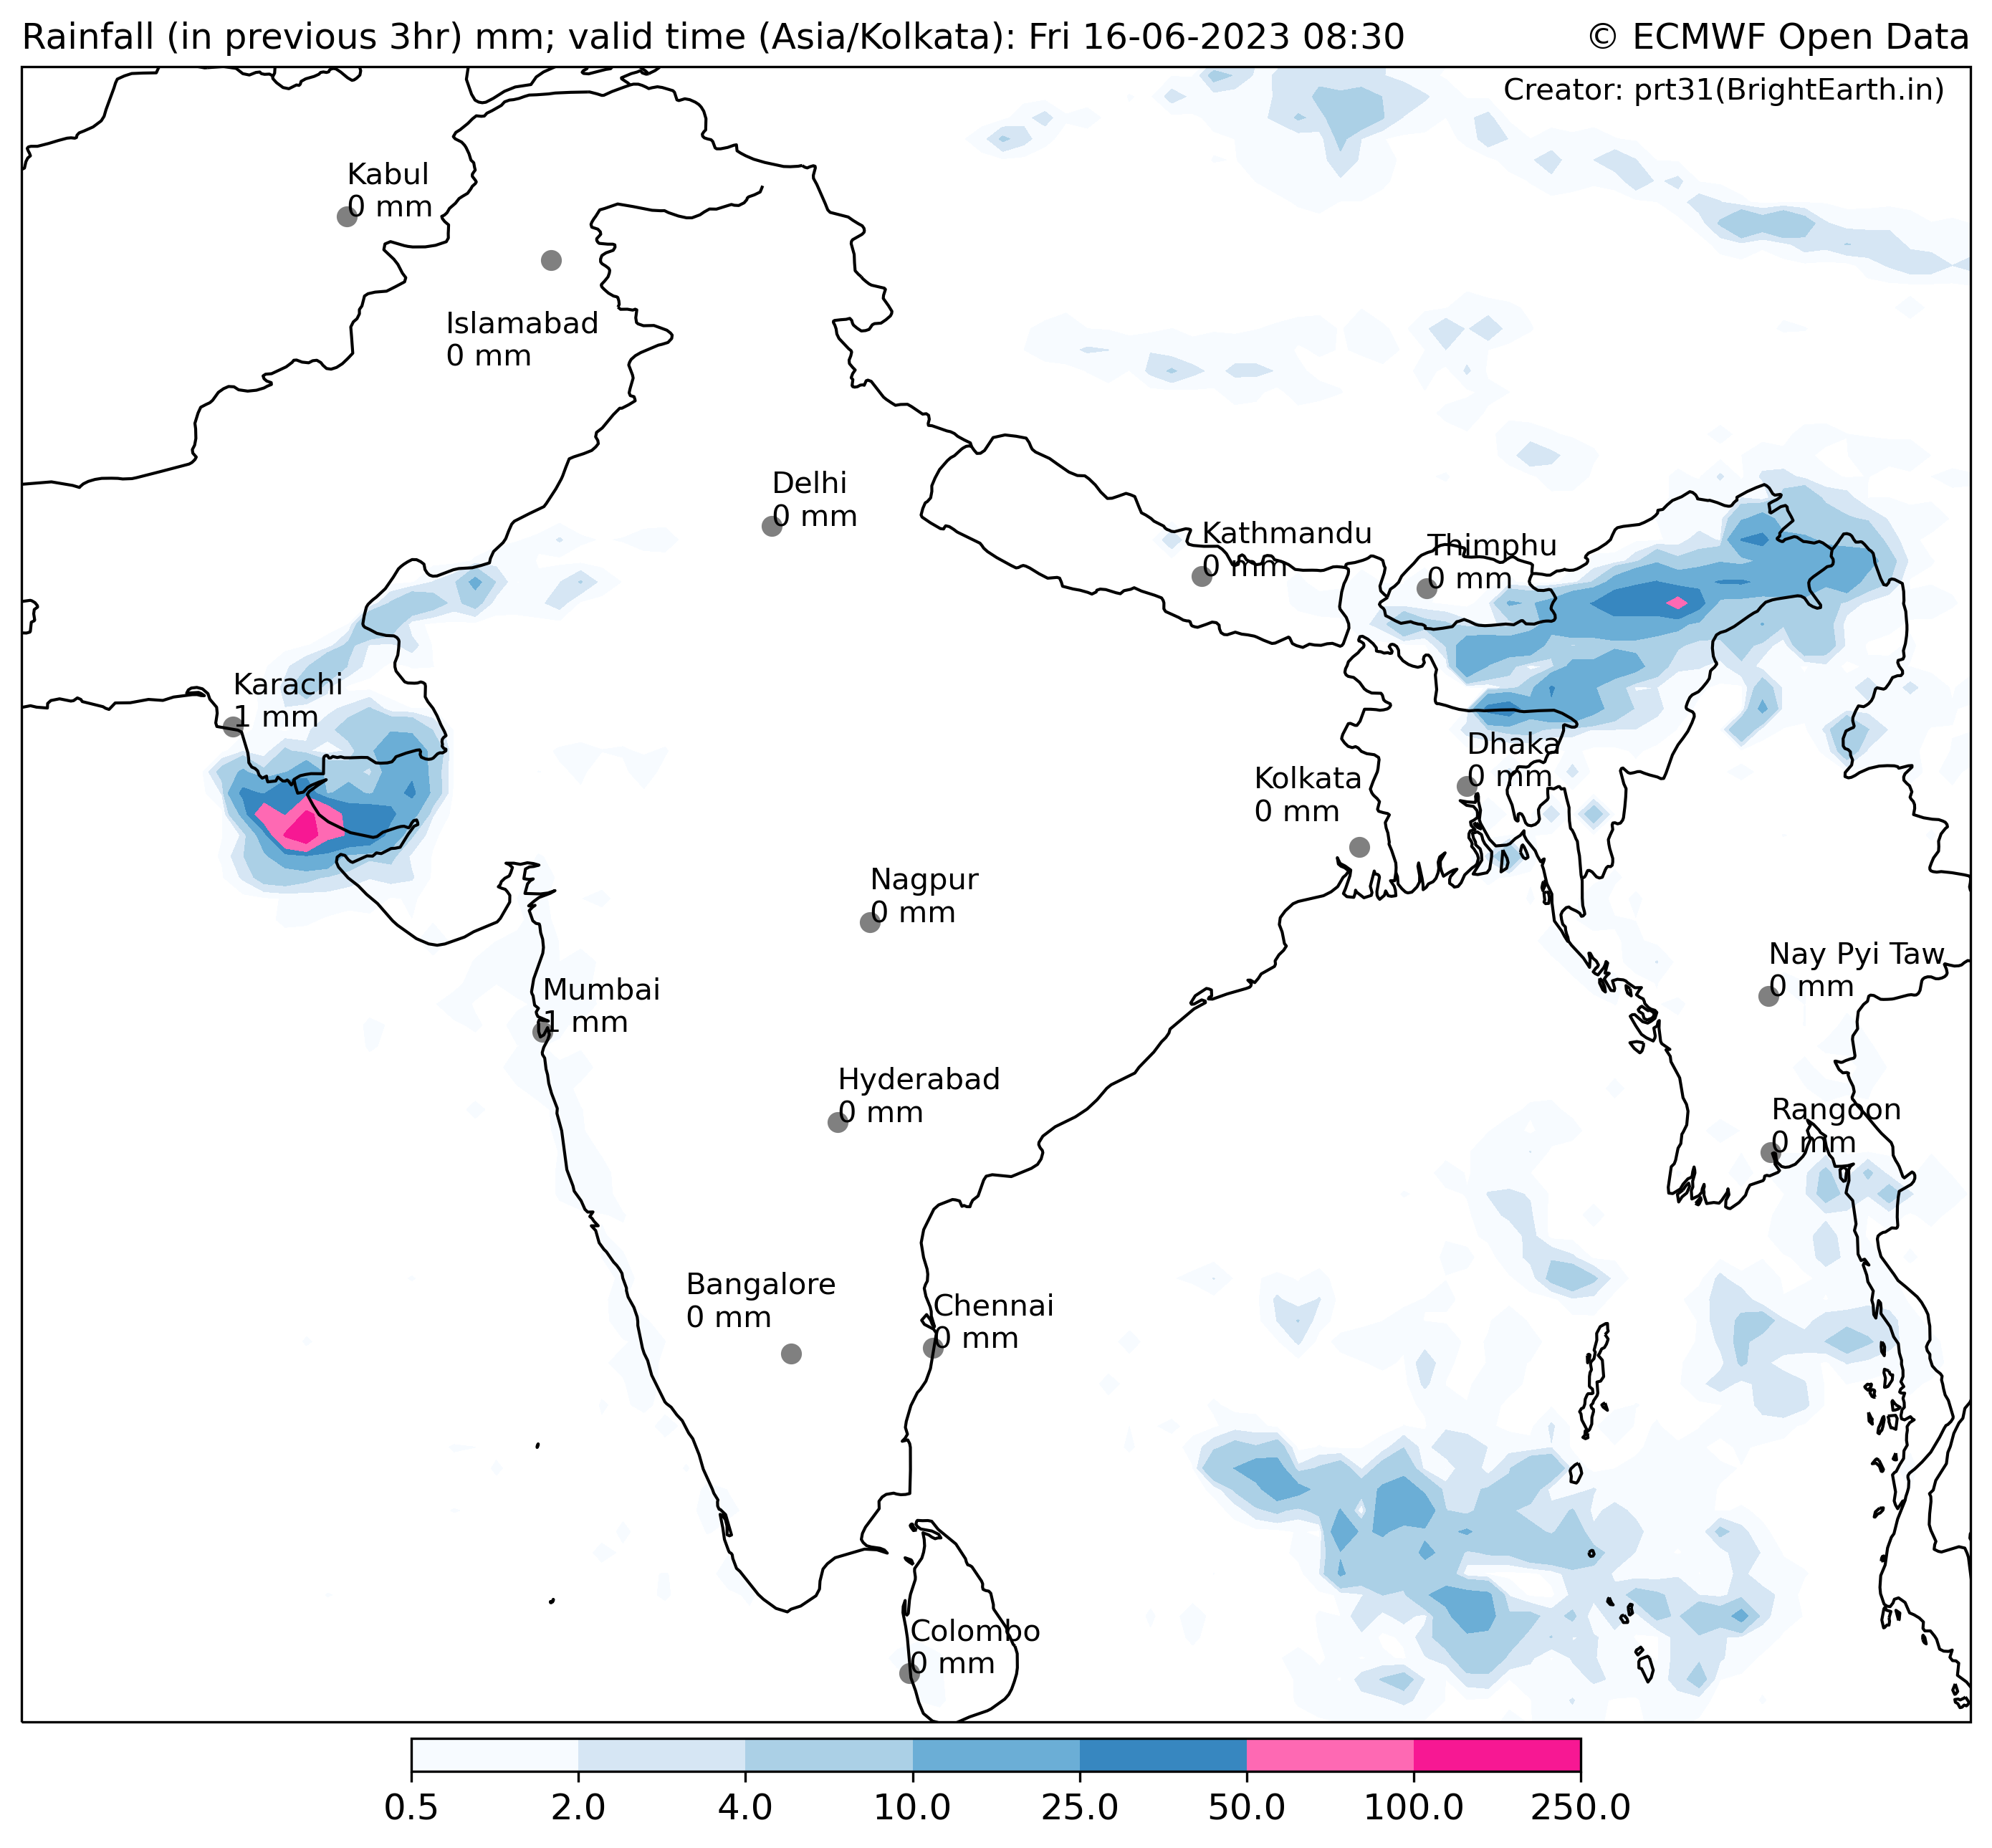 Rainfall (in previous 3hr) mm; valid time (Asia/Kolkata): Fri 16-06-2023 08:30
© ECMWF Open Data
Creator: prt31(BrightEarth.in)
Kabul
0 mm
Islamabad
0 mm
Delhi
0 mm
Kathmandu
0 mm
Thimphu
0 mm
Karachi
1 mm
Dhaka
0 mm
Kolkata
0 mm
Nagpur
0 mm
Nay Pyi Taw
0 mm
Mumbai
1 mm
Hyderabad
0 mm
Rangoon
0 mm
Bangalore
0 mm
Chennai
0 mm
Colombo
0 mm
0.5 2.0 4.0 10.0 25.0 50.0 100.0 250.0